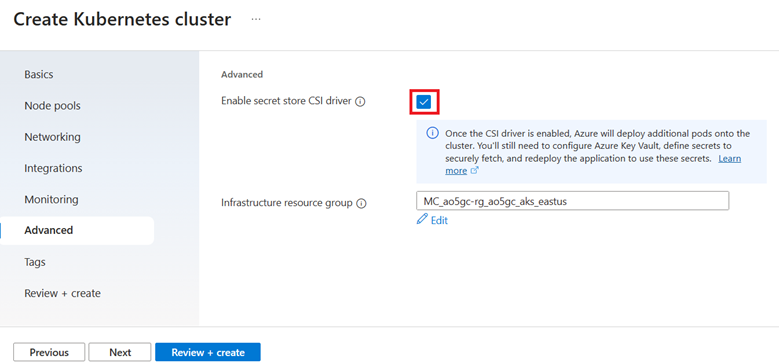 Create Kubernetes cluster ...
Basics
Node pools
Networking
Integrations
Monitoring
Advanced
Tags
Review + create
Advanced
Enable secret store CSI driver
Once the CSI driver is enabled, Azure will deploy additional pods onto the
cluster. You'll still need to configure Azure Key Vault, define secrets to
securely fetch, and redeploy the application to use these secrets. Learn
more
Infrastructure resource group
MC_ao5gc-rg_ao5gc_aks_eastus
Edit
Previous
Next
Review + create